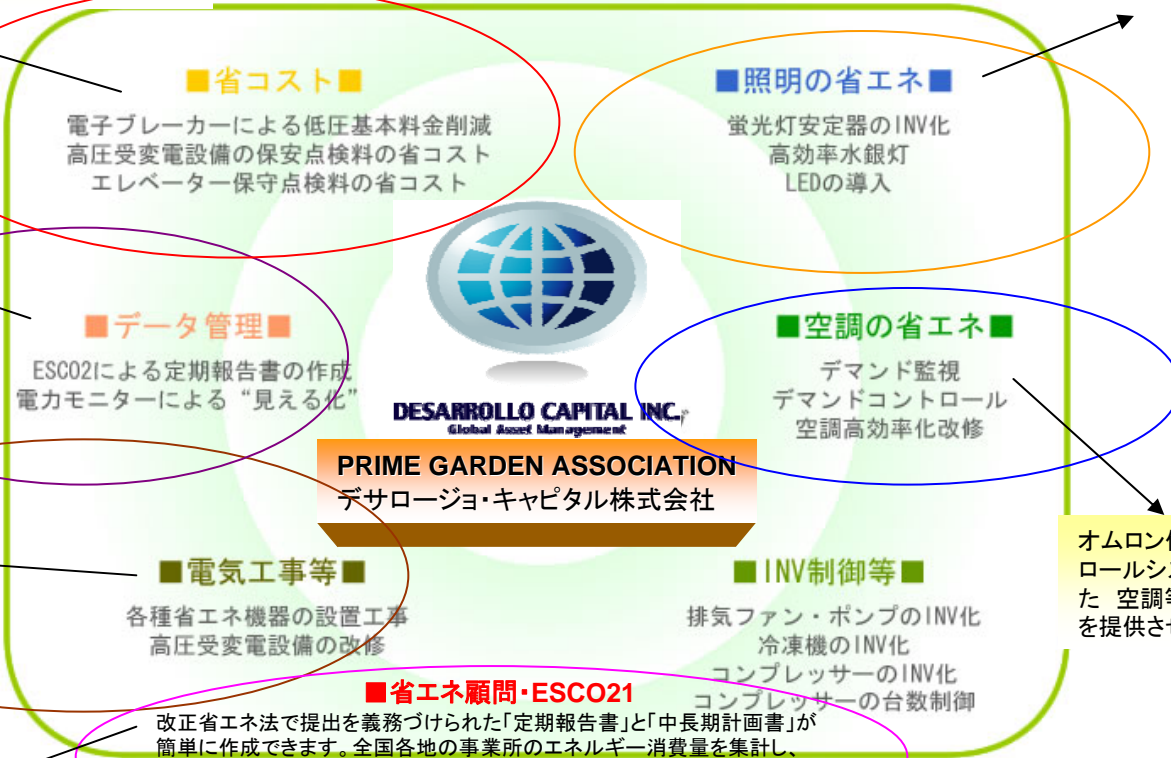 ■省コスト■
電子ブレーカーによる低圧基本料金削減
高圧受変電設備の保安点検料の省コスト
エレベーター保守点検料の省コスト
■照明の省エネ■
蛍光灯安定器のINV化
高効率水銀灯
LEDの導入
■データ管理■
ESCO2による定期報告書の作成
電力モニターによる“見える化”
■空調の省エネ■
デマンド監視
デマンドコントロール
空調高効率化改修
DESARROLLO CAPITAL INC.,
Global Asset Management
PRIME GARDEN ASSOCIATION
デサロージョ・キャピタル株式会社
■電気工事等■
各種省エネ機器の設置工事
高圧受変電設備の改修
■INV制御等■
排気ファン・ポンプのINV化
冷凍機のINV化
コンプレッサーのINV化
コンプレッサーの台数制御
オムロン
ロールシ
た 空調
を提供さ
■省エネ顧問・ESCO21
改正省エネ法で提出を義務づけられた「定期報告書」と「中長期計画書」が
簡単に作成できます。全国各地の事業所のエネルギー消費量を集計し、